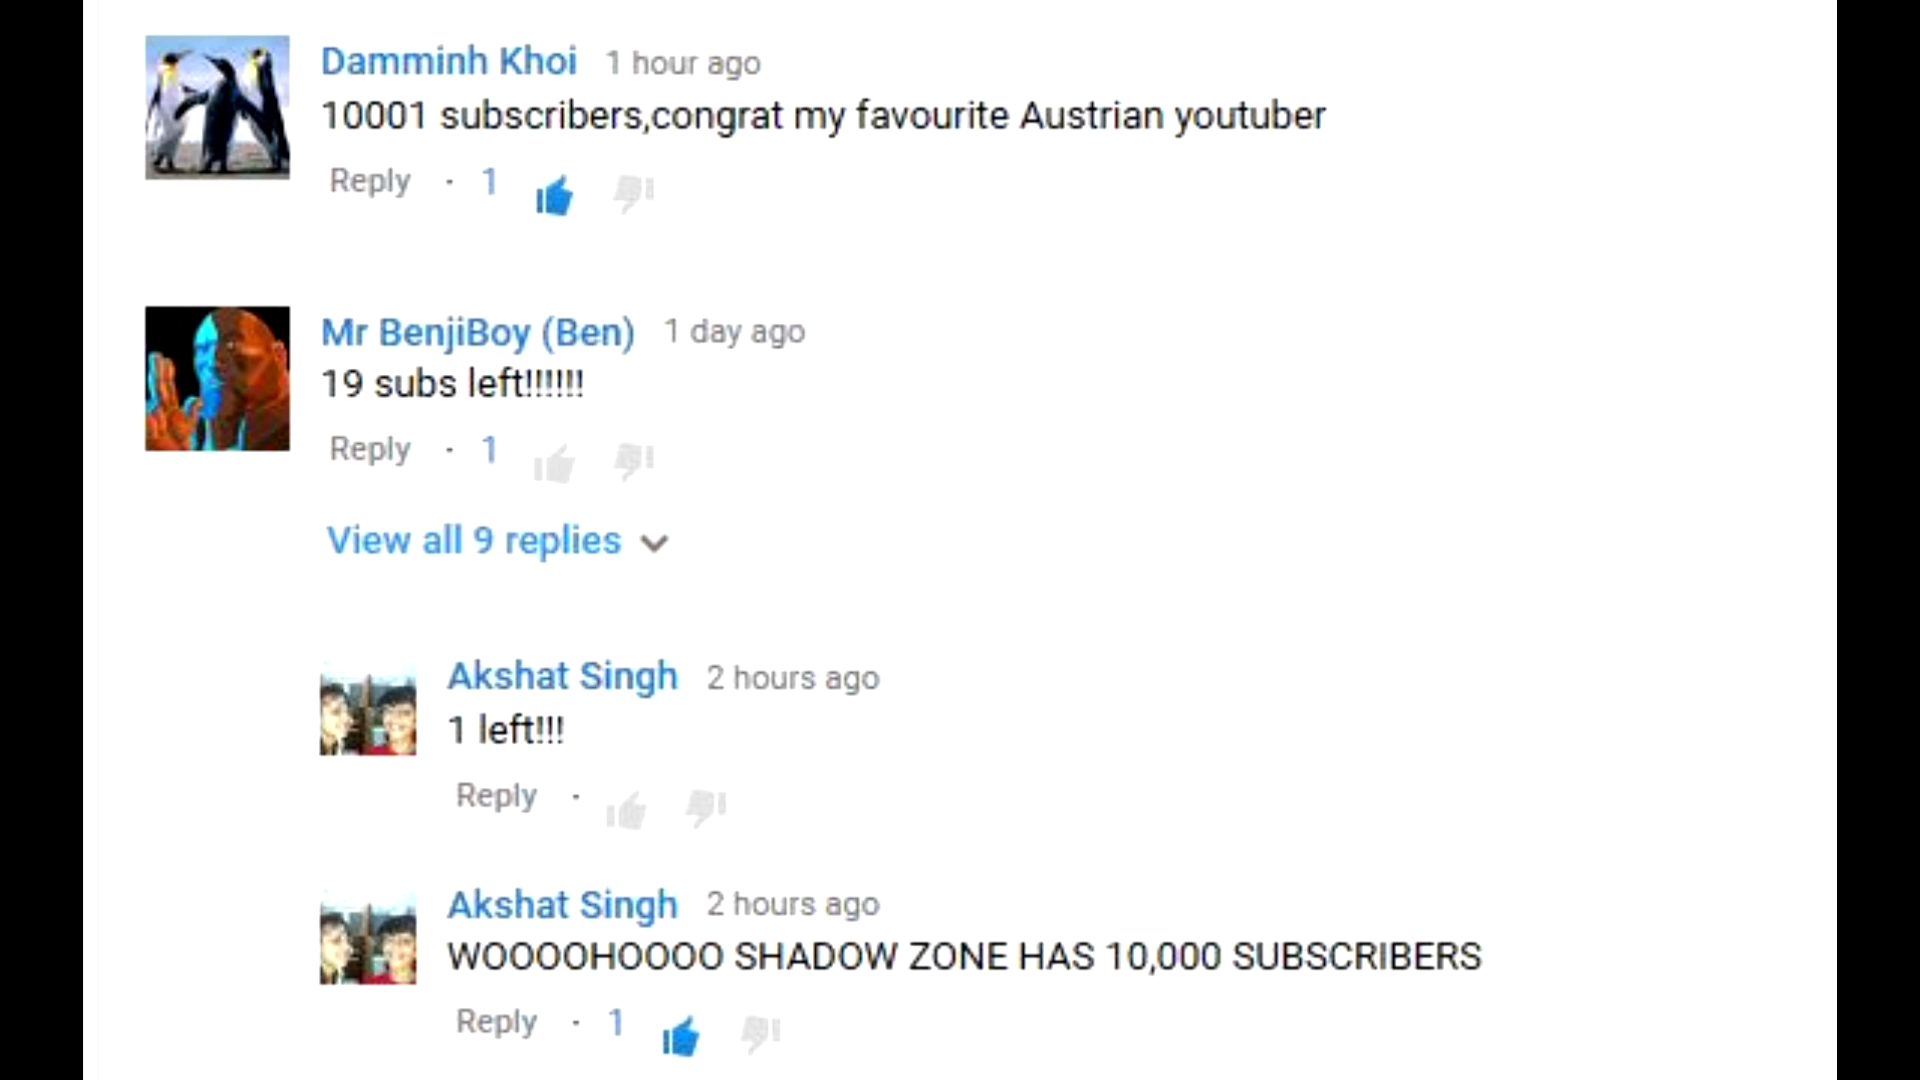 Damminh Khoi 1 hour ago
10001 subscribers,congrat my favourite Austrian youtuber
Reply · 1
Mr BenjiBoy (Ben) 1 day ago
19 subs left!!!!!!
Reply · 1
View all 9 replies
Akshat Singh 2 hours ago
1 left!!!
Reply ·
Akshat Singh 2 hours ago
WOOOOHOOOO SHADOW ZONE HAS 10,000 SUBSCRIBERS
Reply · 1